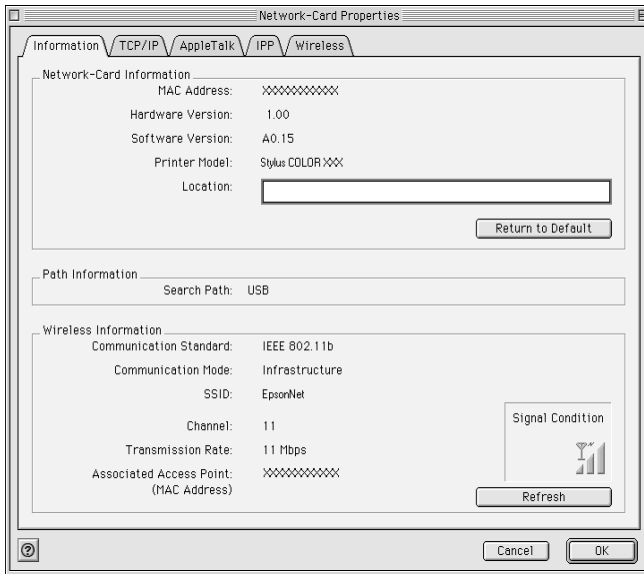 Network-Card Properties
Information TCP/IP AppleTalk IPP Wireless
Network-Card Information
MAC Address: XXXXXXXXXXX
Hardware Version: 1.00
Software Version: A0.15
Printer Model: Stylus COLOR XXX
Location:
Return to Default
Path Information
Search Path: USB
Wireless Information
Communication Standard: IEEE 802.11b
Communication Mode: Infrastructure
SSID: EpsonNet
Channel: 11
Transmission Rate: 11 Mbps
Associated Access Point: XXXXXXXXXXX
(MAC Address)
Signal Condition
Refresh
?
Cancel OK